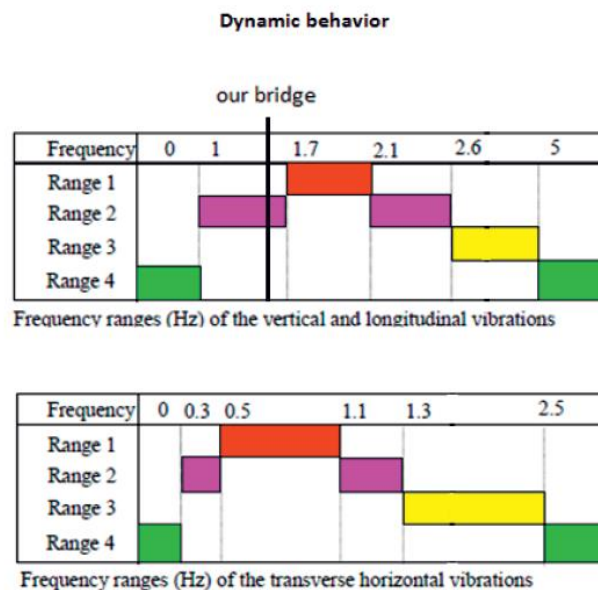 Dynamic behavior
our bridge
Frequency 0 1 1.7 2.1 2.6 5
Range 1
Range 2
Range 3
Range 4
Frequency ranges (Hz) of the vertical and longitudinal vibrations
Frequency 0 0.3 0.5 1.1 1.3 2.5
Range 1
Range 2
Range 3
Range 4
Frequency ranges (Hz) of the transverse horizontal vibrations